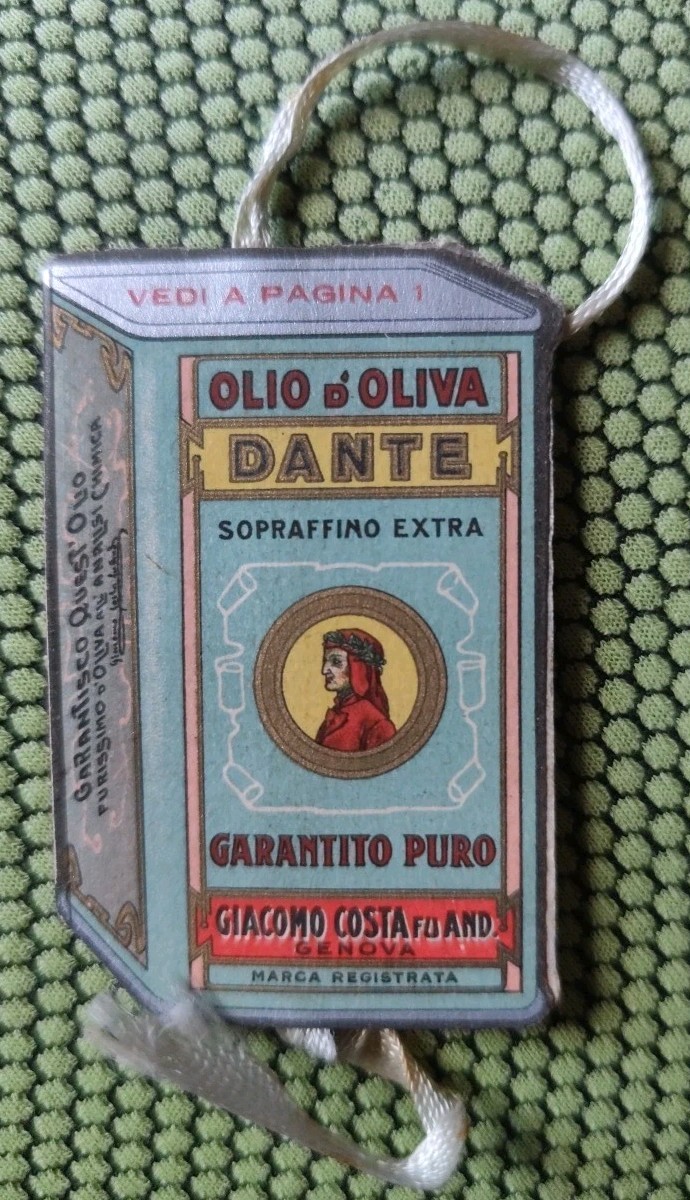 VEDI A PAGINA 1
OLIO D'OLIVA
DANTE
SOPRAFFINO EXTRA
GARANTITO PURO
GIACOMO COSTA FU AND.
GENOVA
MARCA REGISTRATA
GARANTISCO QUEST'OLIO
PURISSIMO D'OLIVA ALL'ANALISI CHIMICA